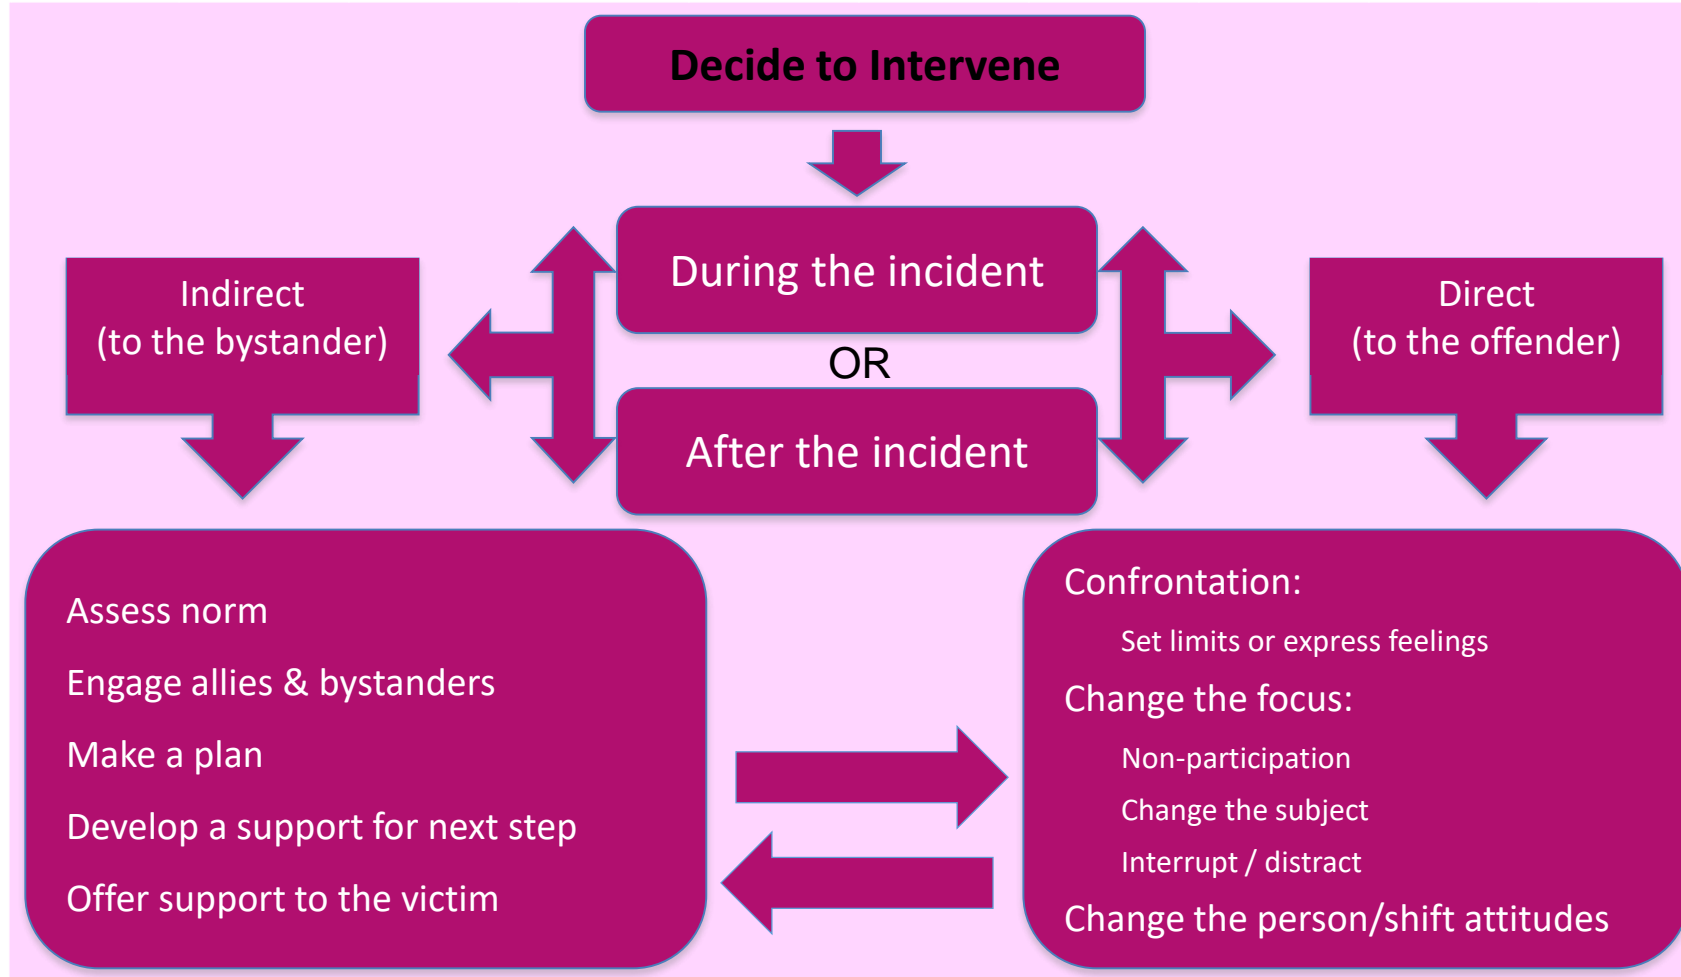 Decide to Intervene
During the incident
OR
After the incident
Indirect
(to the bystander)
Direct
(to the offender)
Assess norm
Engage allies & bystanders
Make a plan
Develop a support for next step
Offer support to the victim
Confrontation:
Set limits or express feelings
Change the focus:
Non-participation
Change the subject
Interrupt / distract
Change the person/shift attitudes